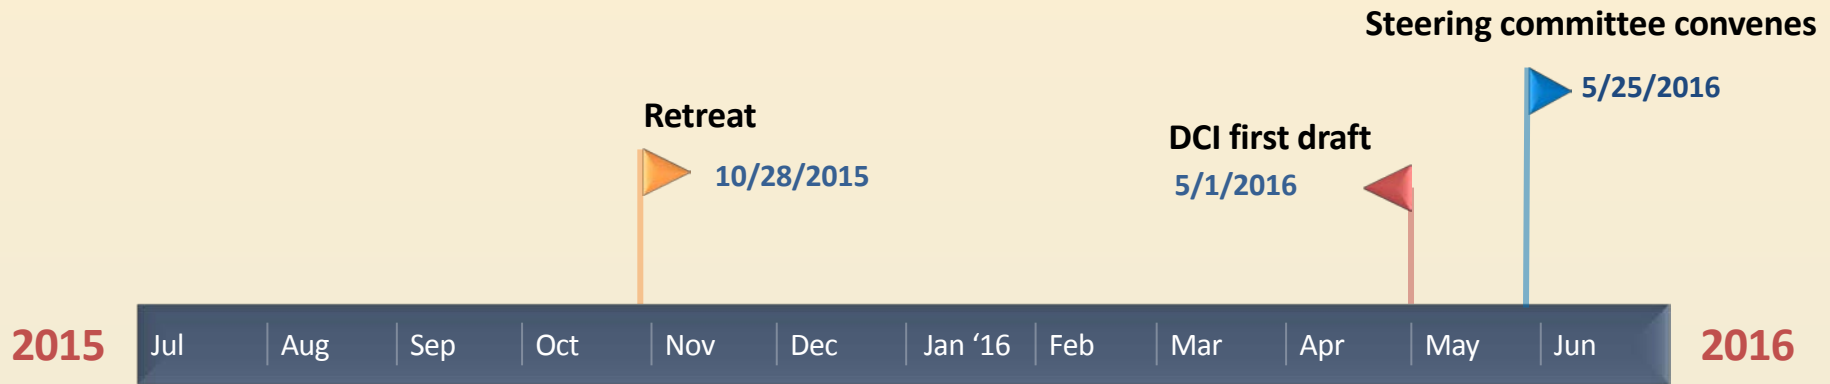 Steering committee convenes
5/25/2016
Retreat
10/28/2015
DCI first draft
5/1/2016
2015 Jul Aug Sep Oct Nov Dec Jan ‘16 Feb Mar Apr May Jun 2016